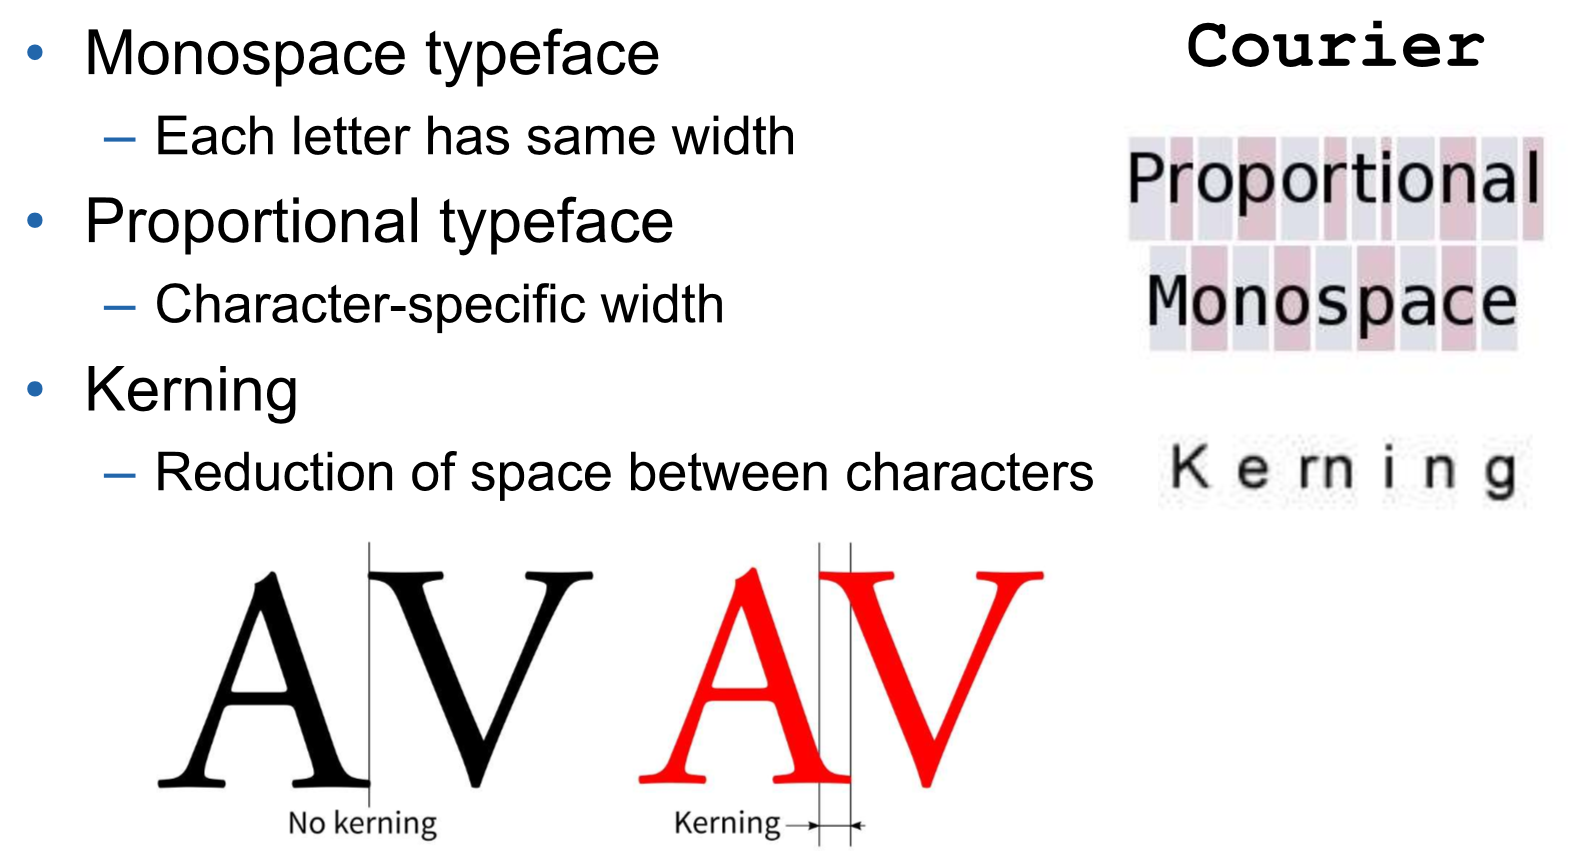 • Monospace typeface
– Each letter has same width
• Proportional typeface
– Character-specific width
• Kerning
– Reduction of space between characters
Courier
Proportional
Monospace
K e rn i n g
AV
No kerning
AV
Kerning